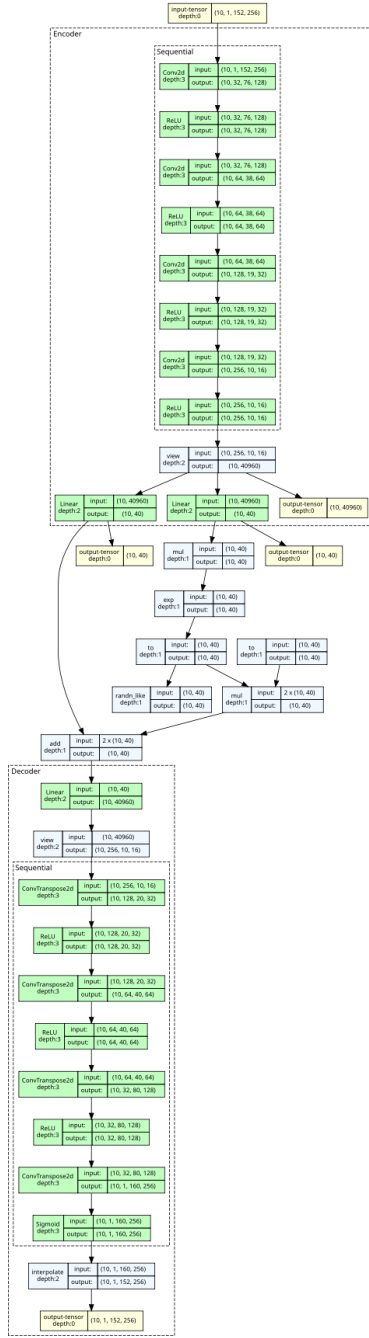 input-tensor
depth:0
(10, 1, 152, 256)
Encoder
Sequential
Conv2d
depth:3
input:
(10, 1, 152, 256)
output:
(10, 32, 76, 128)
ReLU
depth:3
input:
(10, 32, 76, 128)
output:
(10, 32, 76, 128)
Conv2d
depth:3
input:
(10, 32, 76, 128)
output:
(10, 64, 38, 64)
ReLU
depth:3
input:
(10, 64, 38, 64)
output:
(10, 64, 38, 64)
Conv2d
depth:3
input:
(10, 64, 38, 64)
output:
(10, 128, 19, 32)
ReLU
depth:3
input:
(10, 128, 19, 32)
output:
(10, 128, 19, 32)
Conv2d
depth:3
input:
(10, 128, 19, 32)
output:
(10, 256, 10, 16)
ReLU
depth:3
input:
(10, 256, 10, 16)
output:
(10, 256, 10, 16)
view
depth:2
input:
(10, 256, 10, 16)
output:
(10, 40960)
Linear
depth:2
input:
(10, 40960)
output:
(10, 40)
Linear
depth:2
input:
(10, 40960)
output:
(10, 40)
output-tensor
depth:0
(10, 40960)
output-tensor
depth:0
(10, 40)
mul
depth:1
input:
(10, 40)
output:
(10, 40)
output-tensor
depth:0
(10, 40)
exp
depth:1
input:
(10, 40)
output:
(10, 40)
to
depth:1
input:
(10, 40)
output:
(10, 40)
to
depth:1
input:
(10, 40)
output:
(10, 40)
randn_like
depth:1
input:
(10, 40)
output:
(10, 40)
mul
depth:1
input:
2 x (10, 40)
output:
(10, 40)
add
depth:1
input:
2 x (10, 40)
output:
(10, 40)
Decoder
Linear
depth:2
input:
(10, 40)
output:
(10, 40960)
view
depth:2
input:
(10, 40960)
output:
(10, 256, 10, 16)
Sequential
ConvTranspose2d
depth:3
input:
(10, 256, 10, 16)
output:
(10, 128, 20, 32)
ReLU
depth:3
input:
(10, 128, 20, 32)
output:
(10, 128, 20, 32)
ConvTranspose2d
depth:3
input:
(10, 128, 20, 32)
output:
(10, 64, 40, 64)
ReLU
depth:3
input:
(10, 64, 40, 64)
output:
(10, 64, 40, 64)
ConvTranspose2d
depth:3
input:
(10, 64, 40, 64)
output:
(10, 32, 80, 128)
ReLU
depth:3
input:
(10, 32, 80, 128)
output:
(10, 32, 80, 128)
ConvTranspose2d
depth:3
input:
(10, 32, 80, 128)
output:
(10, 1, 160, 256)
Sigmoid
depth:3
input:
(10, 1, 160, 256)
output:
(10, 1, 160, 256)
interpolate
depth:2
input:
(10, 1, 160, 256)
output:
(10, 1, 152, 256)
output-tensor
depth:0
(10, 1, 152, 256)